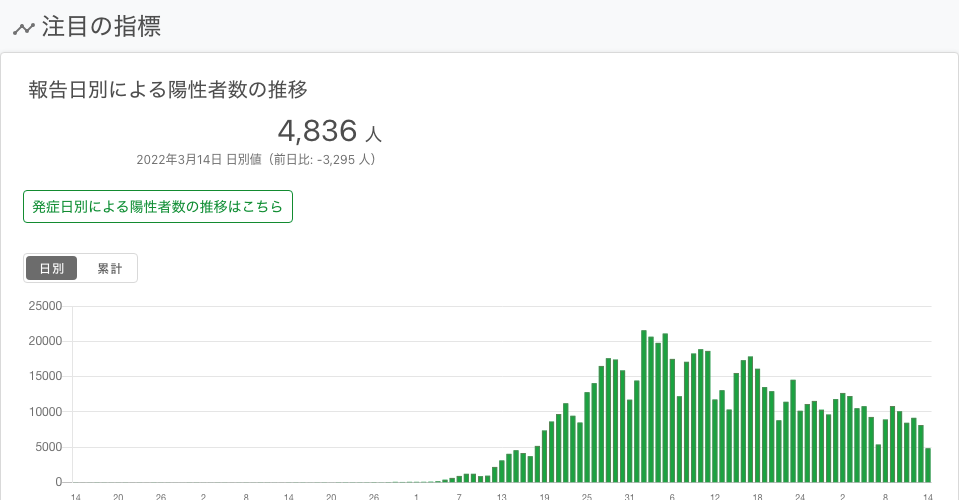 注目の指標
報告日別による陽性者数の推移
4,836 人
2022年3月14日 日別値（前日比: -3,295 人）
発症日別による陽性者数の推移はこちら
日別 累計
25000
20000
15000
10000
5000
0
14 20 26 2 8 14 20 26 1 7 13 19 25 31 6 12 18 24 2 8 14